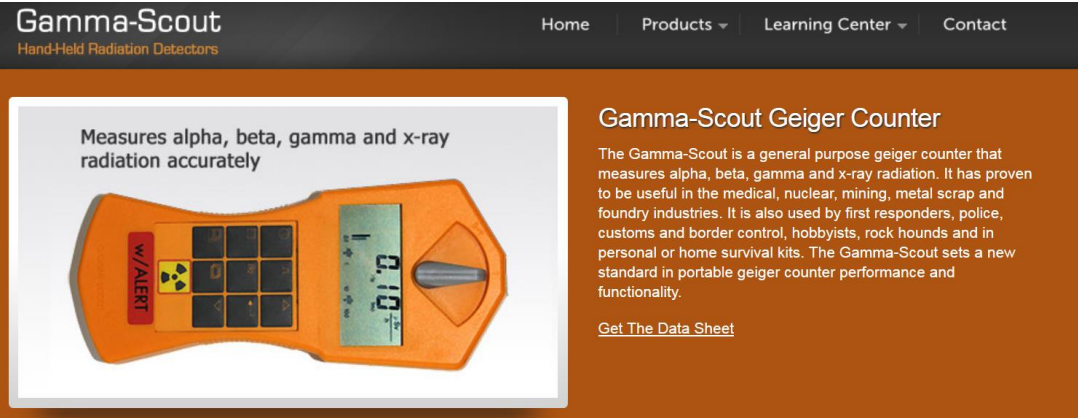 Gamma-Scout
Hand-Held Radiation Detectors
Home
Products
Learning Center
Contact
Measures alpha, beta, gamma and x-ray
radiation accurately
w/ALERT
0.10
Gamma-Scout Geiger Counter
The Gamma-Scout is a general purpose geiger counter that
measures alpha, beta, gamma and x-ray radiation. It has proven
to be useful in the medical, nuclear, mining, metal scrap and
foundry industries. It is also used by first responders, police,
customs and border control, hobbyists, rock hounds and in
personal or home survival kits. The Gamma-Scout sets a new
standard in portable geiger counter performance and
functionality.
Get The Data Sheet